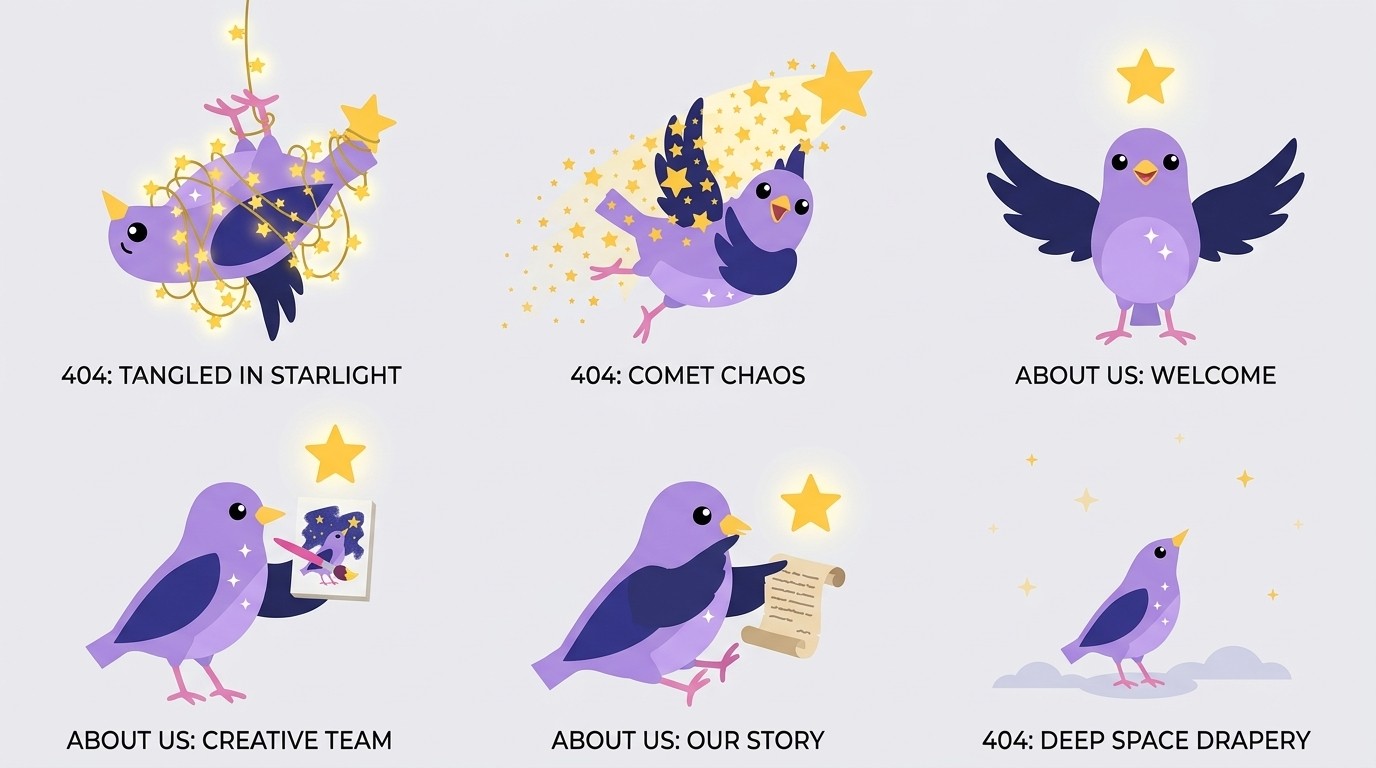 404: TANGLED IN STARLIGHT
404: COMET CHAOS
ABOUT US: WELCOME
ABOUT US: CREATIVE TEAM
ABOUT US: OUR STORY
404: DEEP SPACE DRAPERY